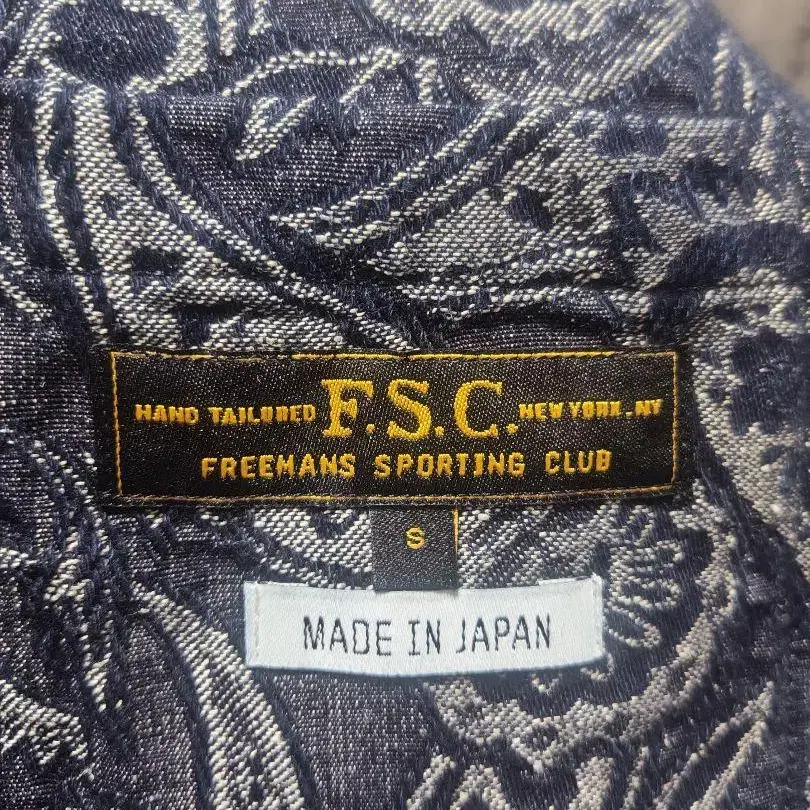 HAND TAILORED F.S.C. NEW YORK.NY
FREEMANS SPORTING CLUB
S
MADE IN JAPAN